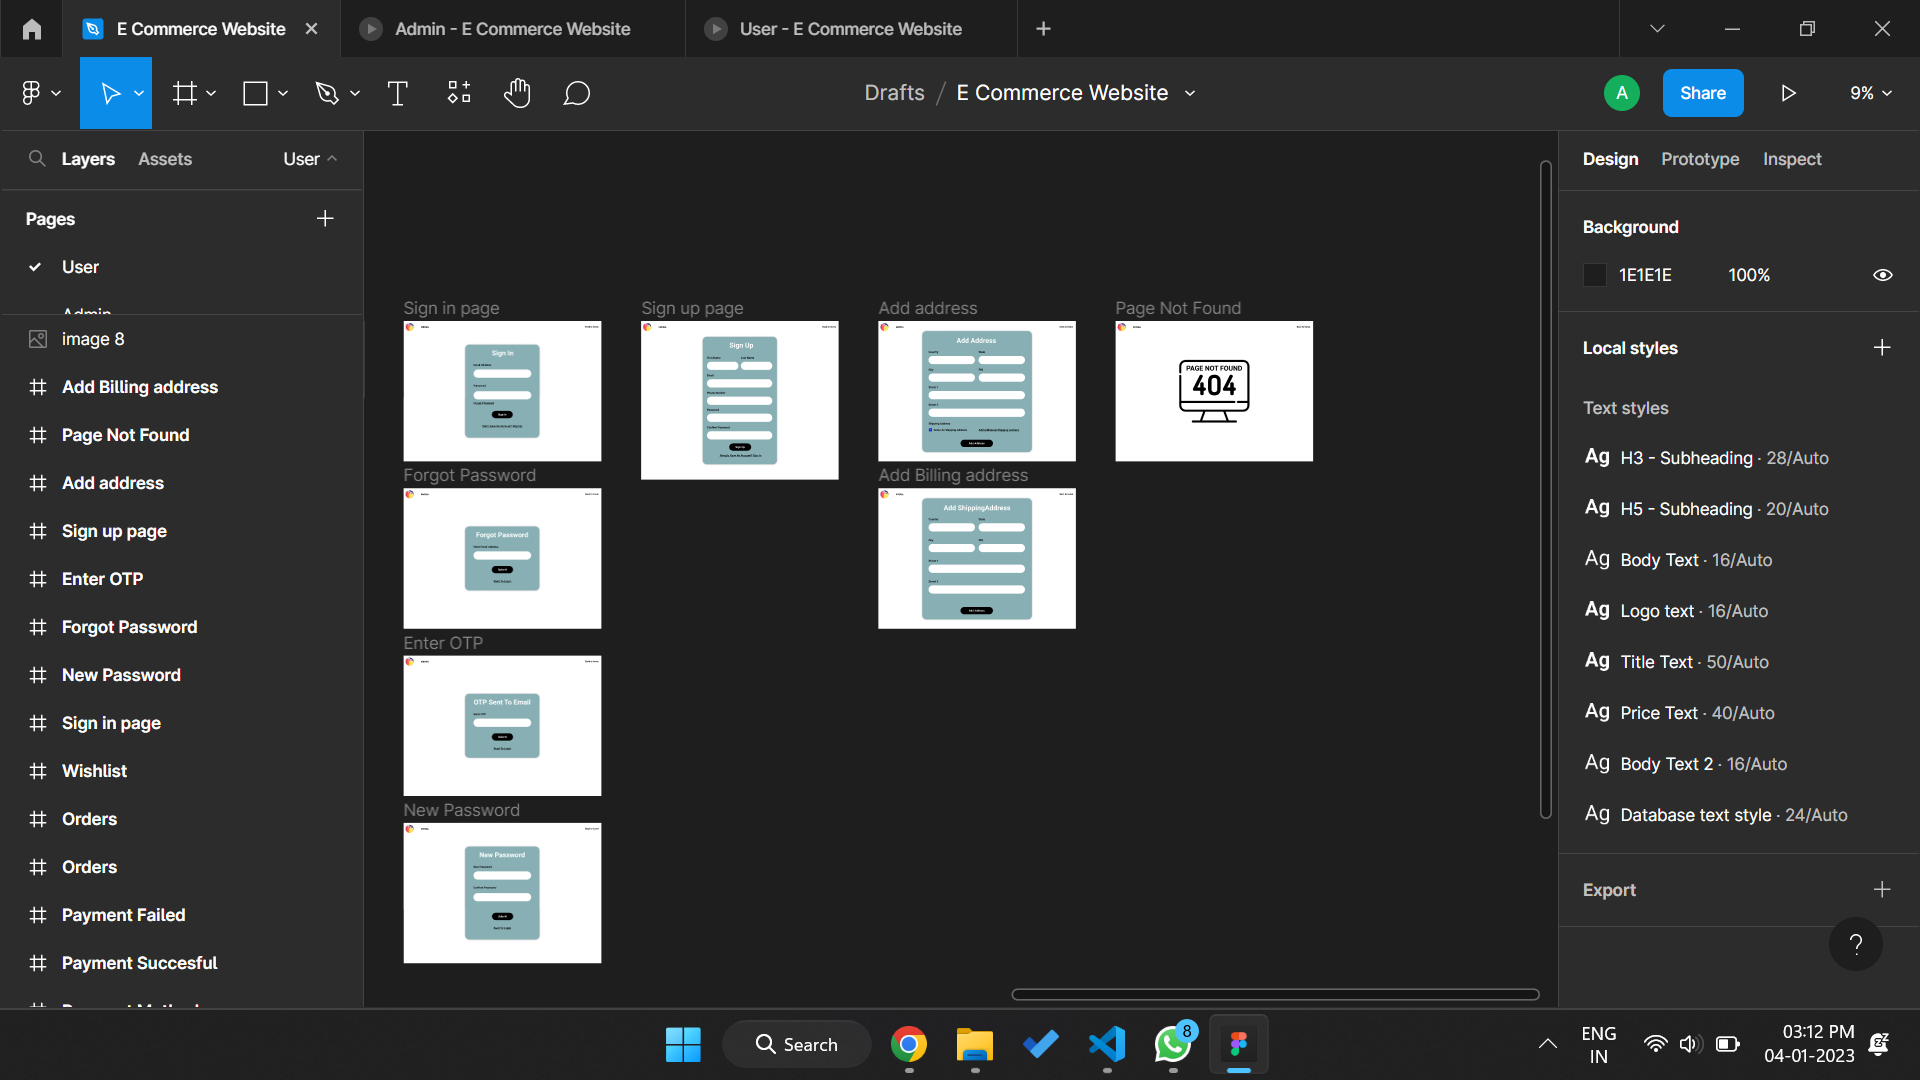 E Commerce Website
Admin - E Commerce Website
User - E Commerce Website
Drafts / E Commerce Website
A
Share
9%
Layers
Assets
User
Pages
User
Admin
image 8
Add Billing address
Page Not Found
Add address
Sign up page
Enter OTP
Forgot Password
New Password
Sign in page
Wishlist
Orders
Orders
Payment Failed
Payment Succesful
Sign in page
Sign In
Sign up page
Sign Up
Add address
Add Address
Page Not Found
PAGE NOT FOUND
404
Forgot Password
Forgot Password
Add Billing address
Add ShippingAddress
Enter OTP
OTP Sent To Email
New Password
New Password
Design
Prototype
Inspect
Background
1E1E1E
100%
Local styles
Text styles
Ag H3 - Subheading · 28/Auto
Ag H5 - Subheading · 20/Auto
Ag Body Text · 16/Auto
Ag Logo text · 16/Auto
Ag Title Text · 50/Auto
Ag Price Text · 40/Auto
Ag Body Text 2 · 16/Auto
Ag Database text style · 24/Auto
Export
?
Search
8
ENG
IN
03:12 PM
04-01-2023